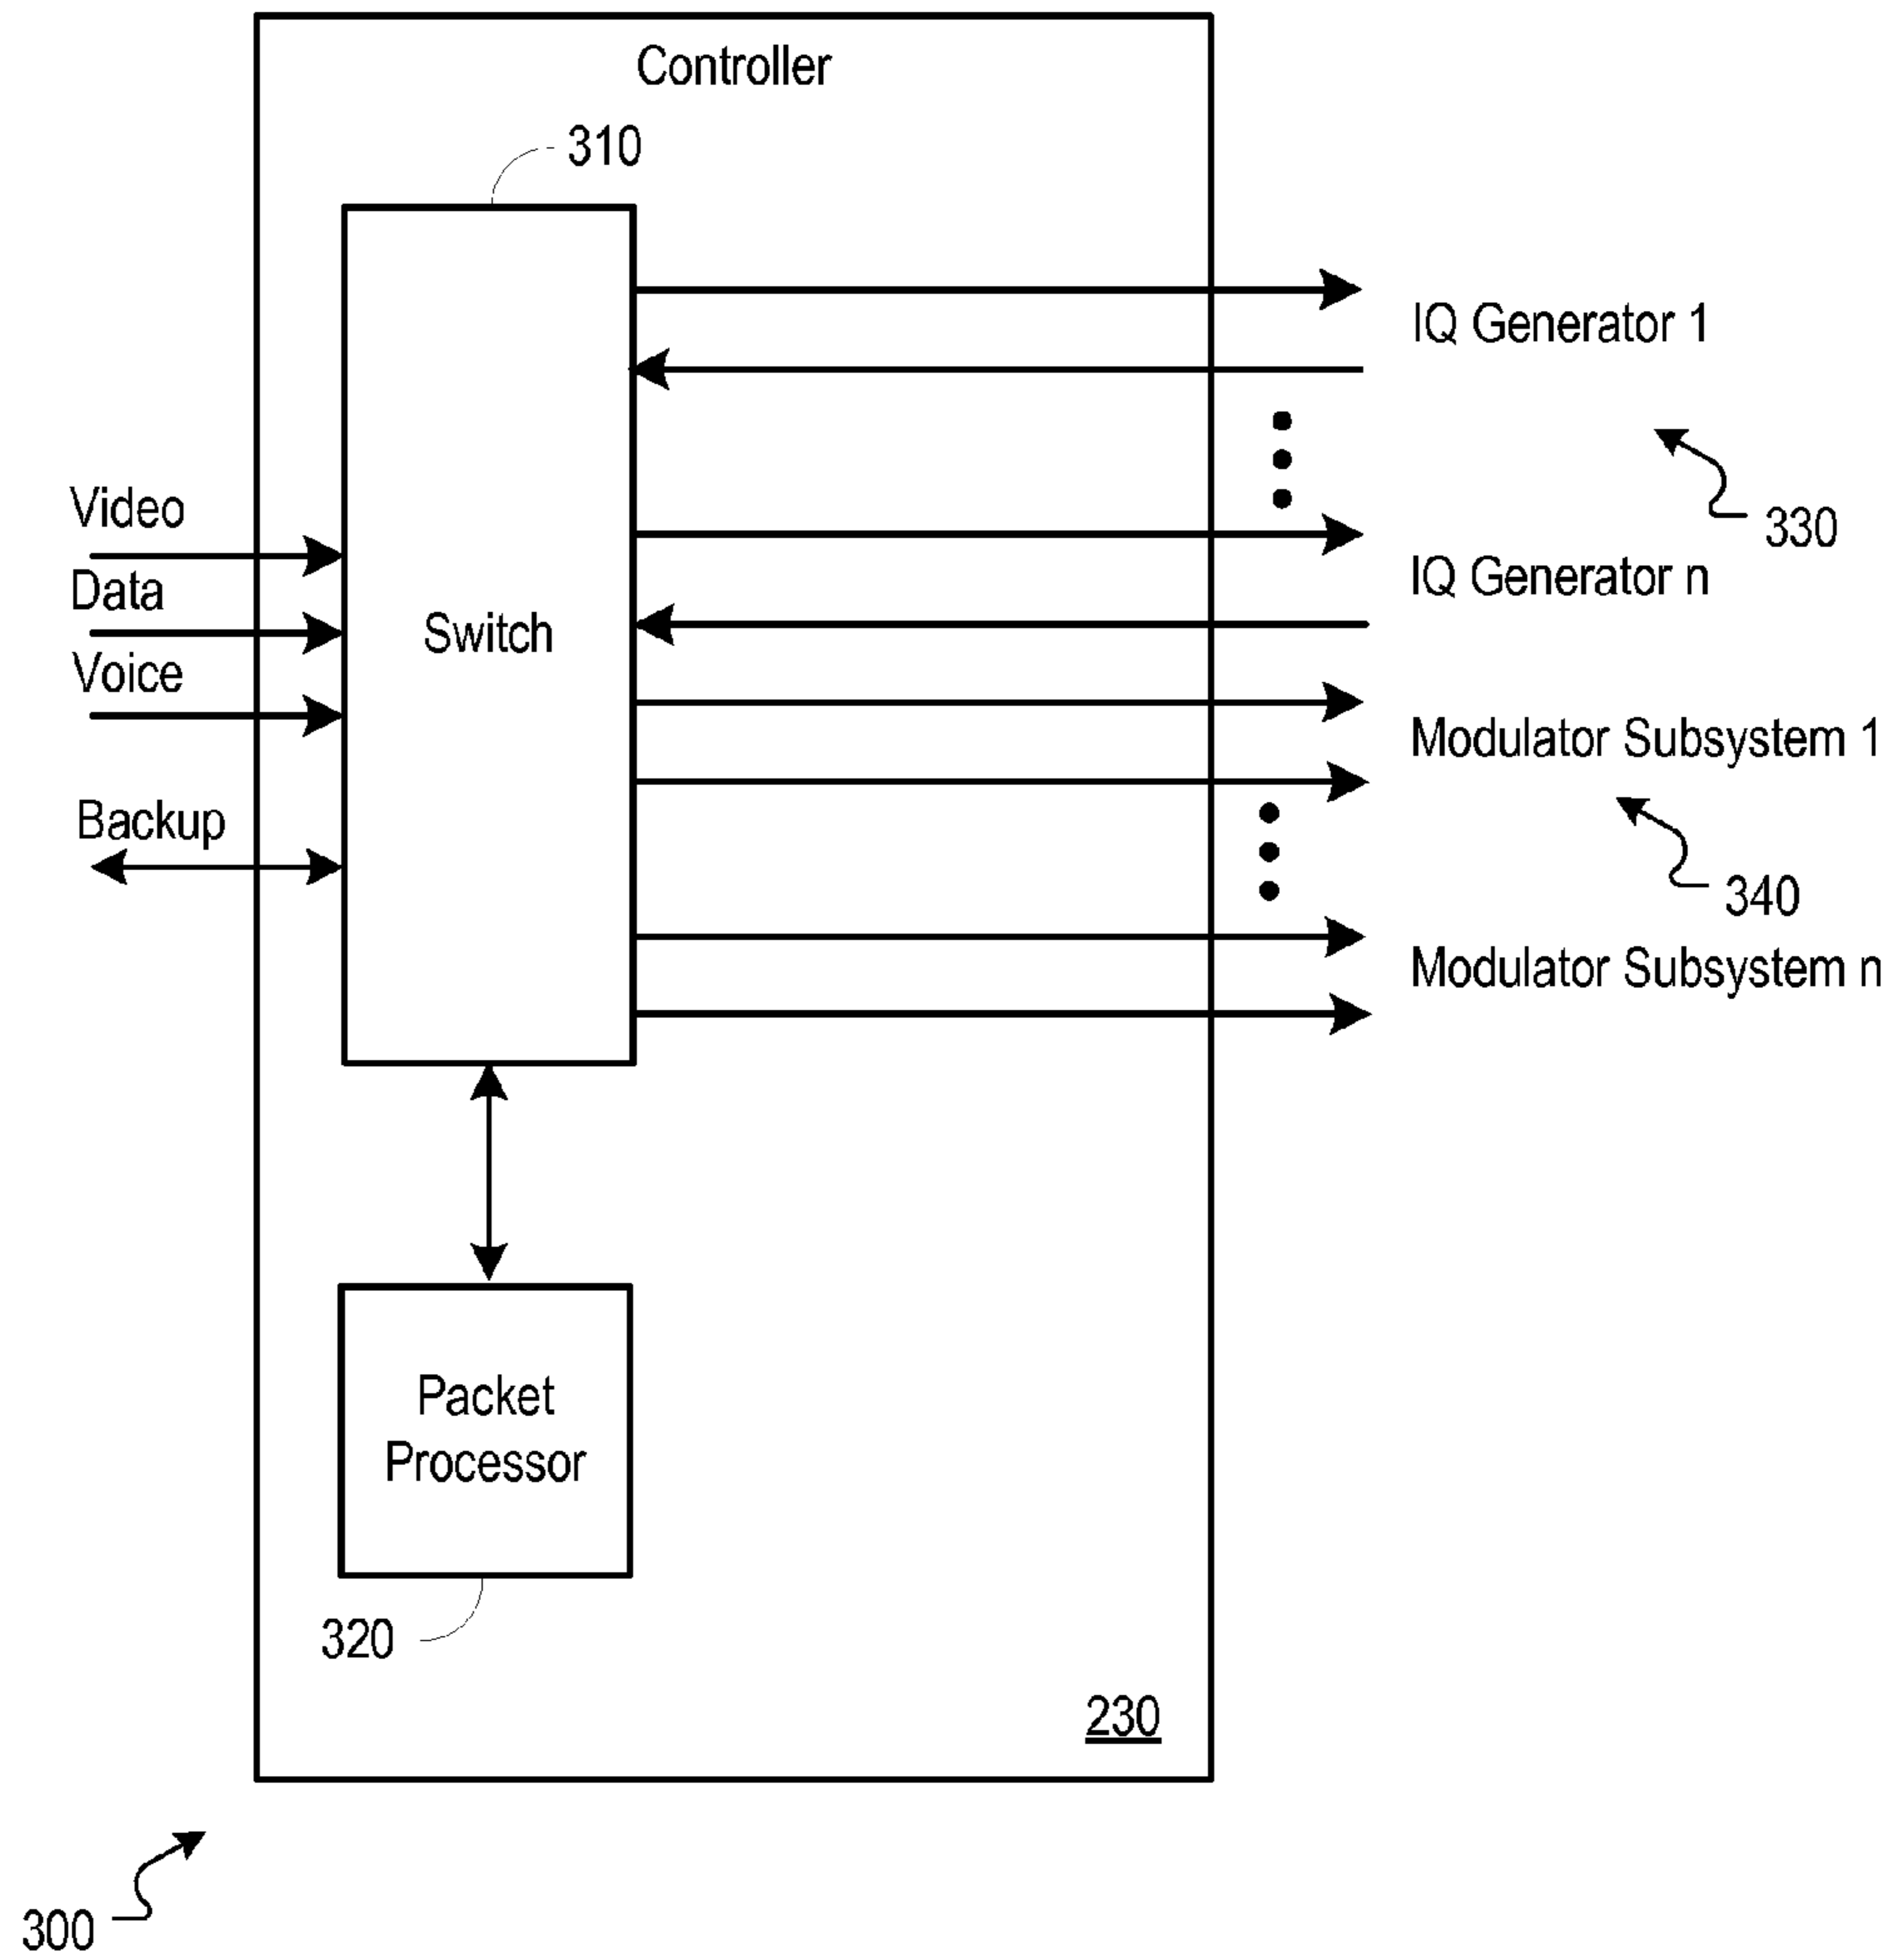 Controller
310
IQ Generator 1
Video
330
Data
IQ Generator n
Switch
Voice
Modulator Subsystem 1
Backup
340
Modulator Subsystem n
Packet
Processor
320
230
300